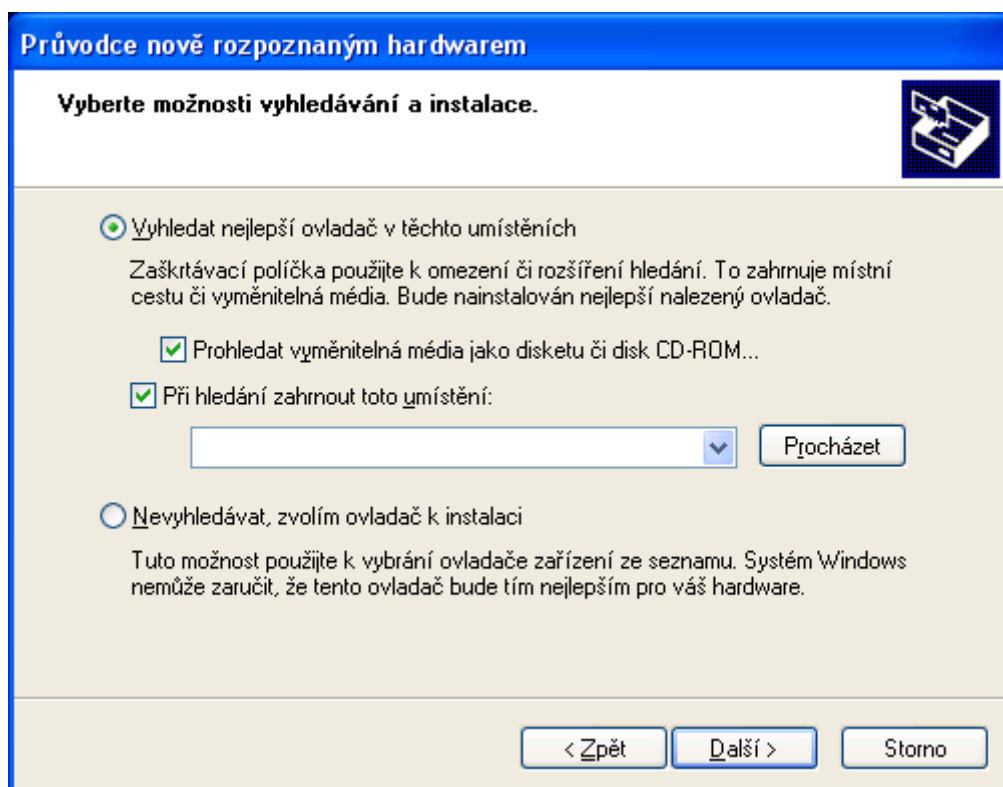 Průvodce nově rozpoznaným hardwarem
Vyberte možnosti vyhledávání a instalace.
Vyhledat nejlepší ovladač v těchto umístěních
Zaškrtávací políčka použijte k omezení či rozšíření hledání. To zahrnuje místní
cestu či vyměnitelná média. Bude nainstalován nejlepší nalezený ovladač.
Prohledat vyměnitelná média jako disketu či disk CD-ROM...
Při hledání zahrnout toto umístění:
Procházet
Nevyhledávat, zvolím ovladač k instalaci
Tuto možnost použijte k vybrání ovladače zařízení ze seznamu. Systém Windows
nemůže zaručit, že tento ovladač bude tím nejlepším pro váš hardware.
< Zpět
Další >
Storno